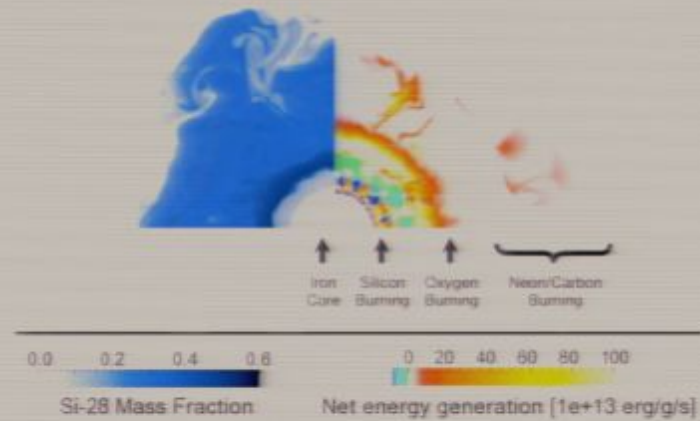 Iron Silicon Oxygen Neon/Carbon
Core Burning Burning Burning
0.0 0.2 0.4 0.6
0 20 40 60 80 100
Si-28 Mass Fraction
Net energy generation [1e+13 erg/g/s]